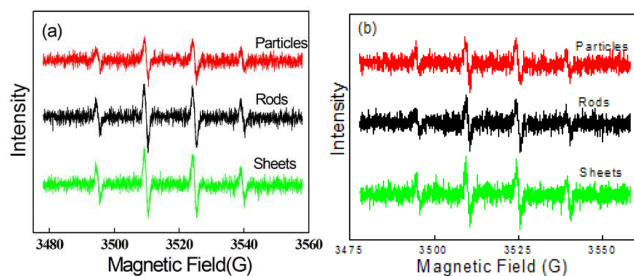 (a)
Particles
Rods
Sheets
Intensity
3480 3500 3520 3540 3560
Magnetic Field(G)
(b)
Particles
Rods
Sheets
Intensity
3475 3500 3525 3550
Magnetic Field (G)